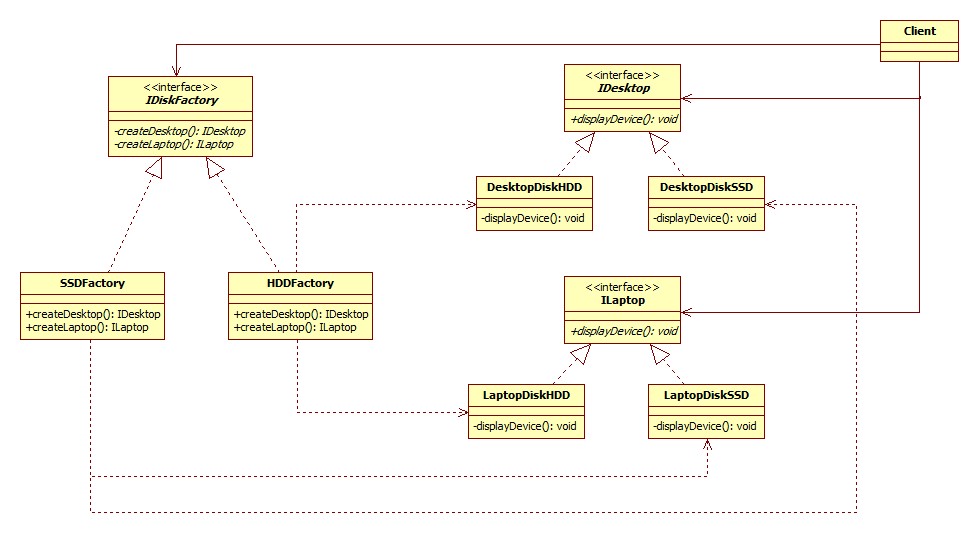 Client
<<interface>>
IDiskFactory
-createDesktop(): IDesktop
-createLaptop(): ILaptop
<<interface>>
IDesktop
+displayDevice(): void
DesktopDiskHDD
-displayDevice(): void
DesktopDiskSSD
-displayDevice(): void
SSDFactory
+createDesktop(): IDesktop
+createLaptop(): ILaptop
HDDFactory
+createDesktop(): IDesktop
+createLaptop(): ILaptop
<<interface>>
ILaptop
+displayDevice(): void
LaptopDiskHDD
-displayDevice(): void
LaptopDiskSSD
-displayDevice(): void